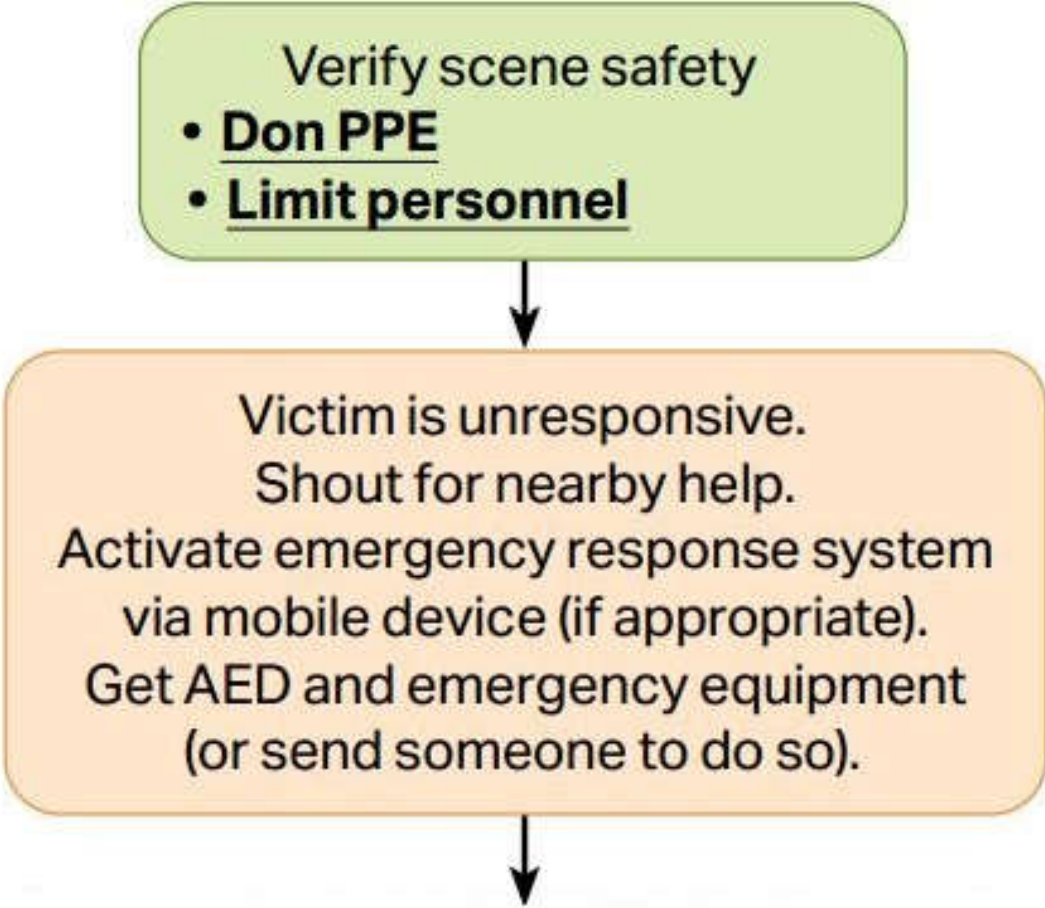 Verify scene safety
• Don PPE
• Limit personnel
Victim is unresponsive.
Shout for nearby help.
Activate emergency response system
via mobile device (if appropriate).
Get AED and emergency equipment
(or send someone to do so).